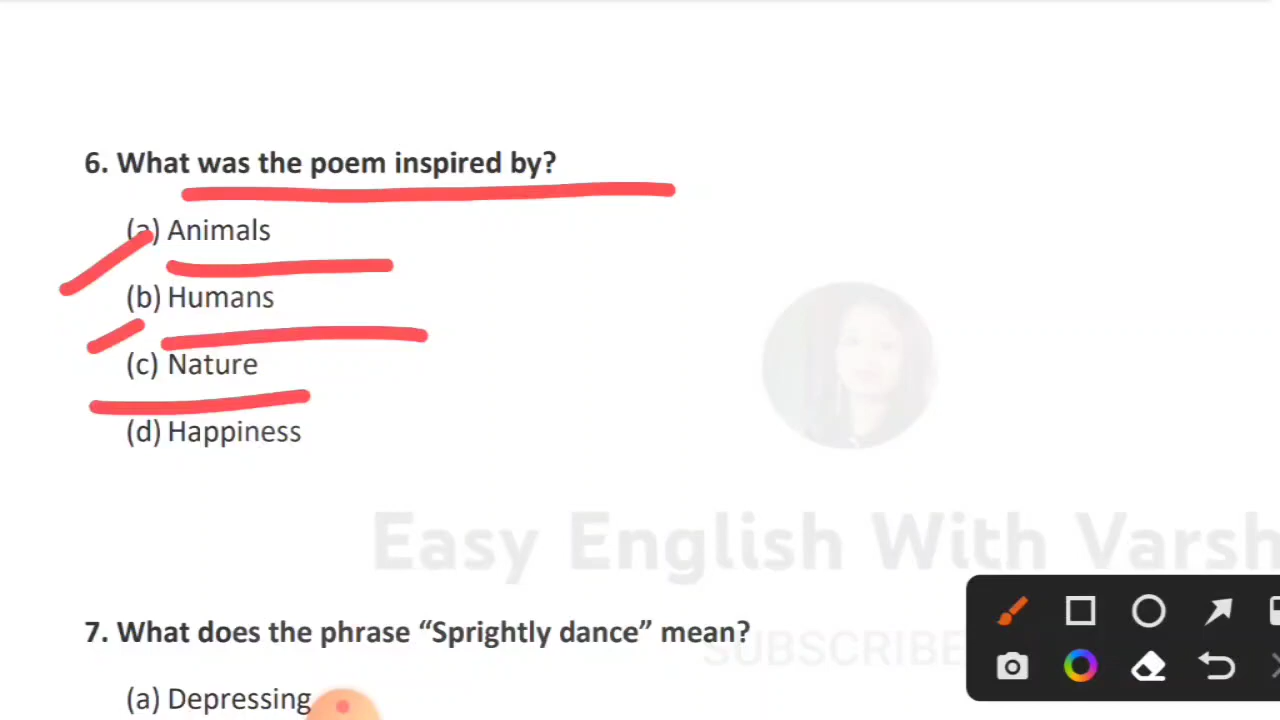 6. What was the poem inspired by?
(a) Animals
(b) Humans
(c) Nature
(d) Happiness
Easy English With Varsh
7. What does the phrase “Sprightly dance” mean?
SUBSCRIBE
(a) Depressing